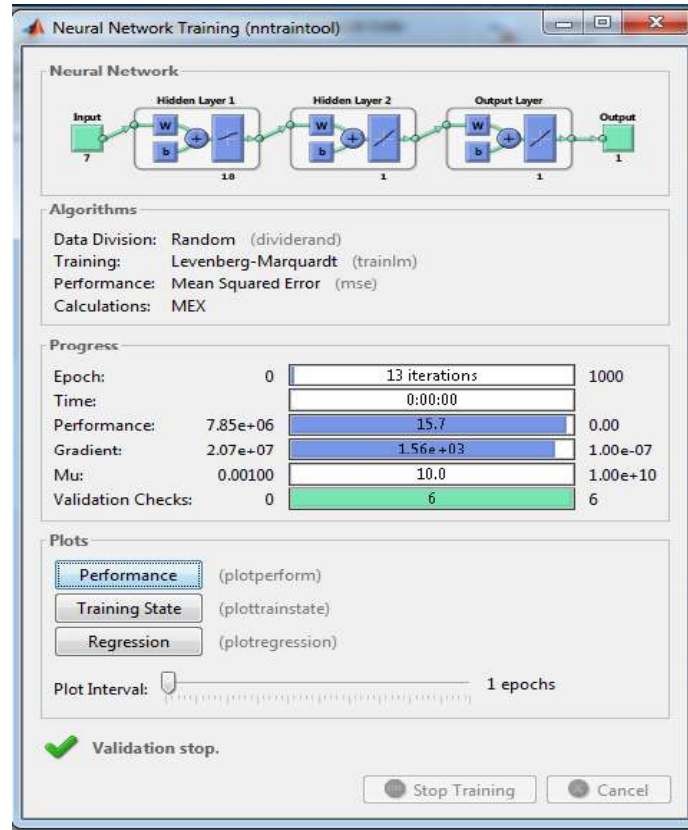 Neural Network Training (nntraintool)
Neural Network
Hidden Layer 1 Hidden Layer 2 Output Layer
Input Output
W W W
b b b
7 1
18 1 1
Algorithms
Data Division: Random (dividerand)
Training: Levenberg-Marquardt (trainlm)
Performance: Mean Squared Error (mse)
Calculations: MEX
Progress
Epoch: 0 13 iterations 1000
Time: 0:00:00
Performance: 7.85e+06 15.7 0.00
Gradient: 2.07e+07 1.56e+03 1.00e-07
Mu: 0.00100 10.0 1.00e+10
Validation Checks: 0 6 6
Plots
Performance (plotperform)
Training State (plottrainstate)
Regression (plotregression)
Plot Interval: 1 epochs
Validation stop.
Stop Training Cancel